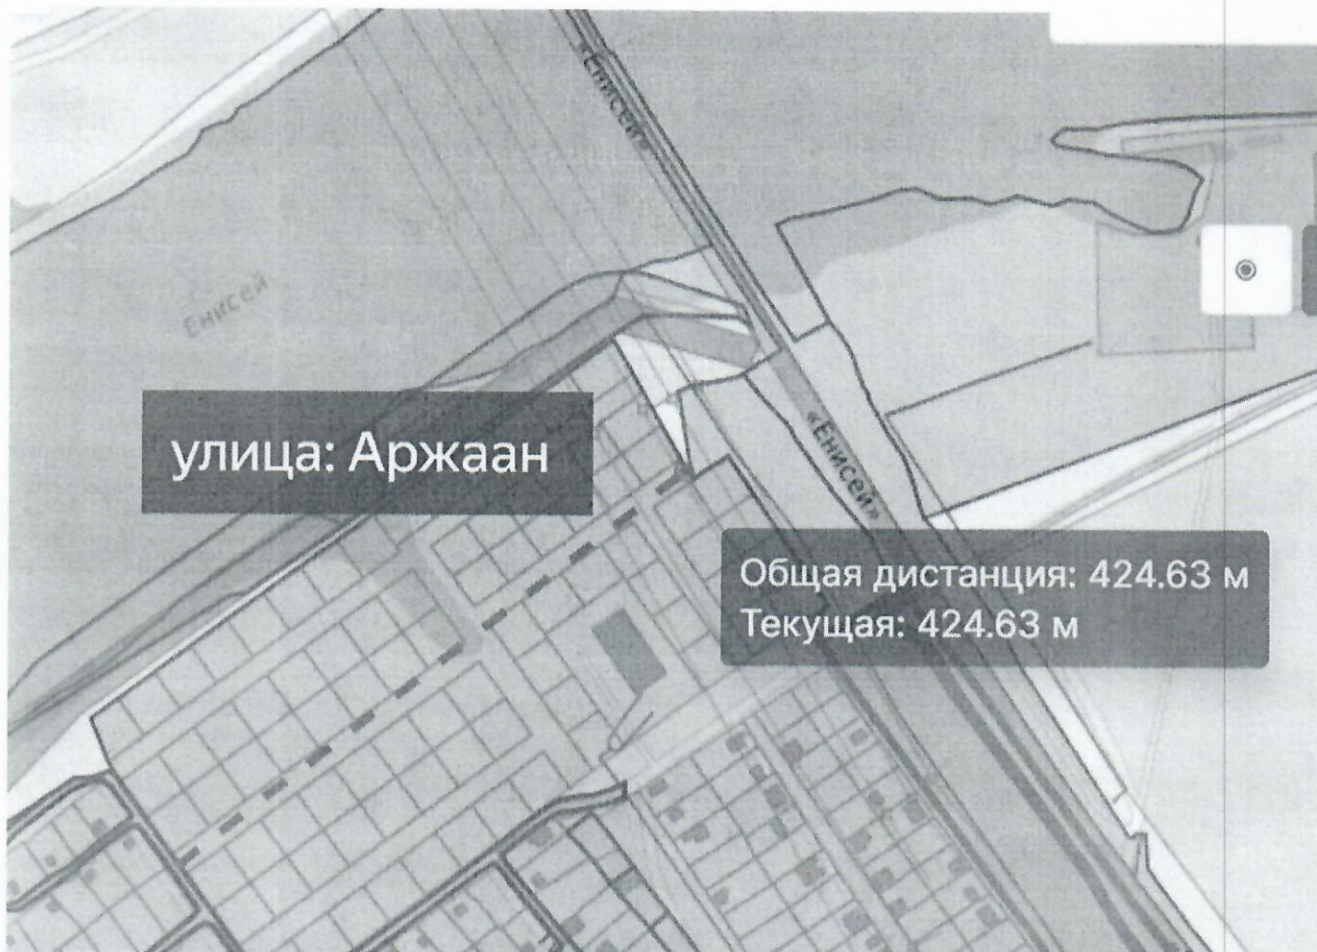 «Енисей»
Енисей
улица: Аржаан
«Енисей»
Общая дистанция: 424.63 м
Текущая: 424.63 м